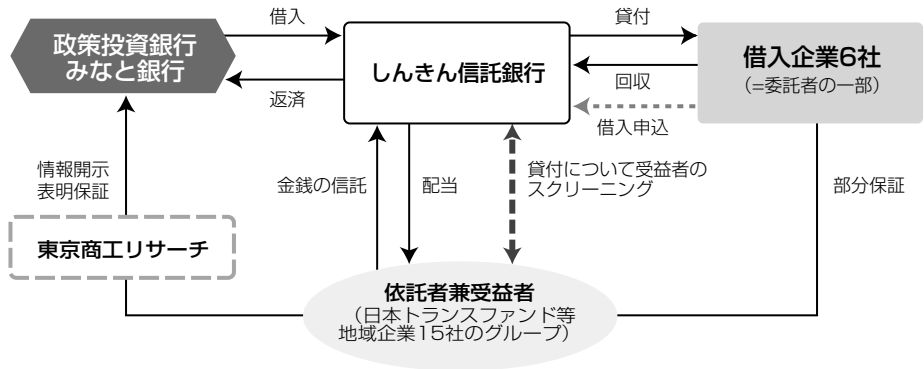 借入
政策投資銀行
みなと銀行
返済
しんきん信託銀行
貸付
回収
借入申込
借入企業6社
（=委託者の一部）
情報開示
表明保証
金銭の信託
配当
貸付について受益者の
スクリーニング
部分保証
東京商工リサーチ
依託者兼受益者
（日本トランスファンド等
地域企業15社のグループ）